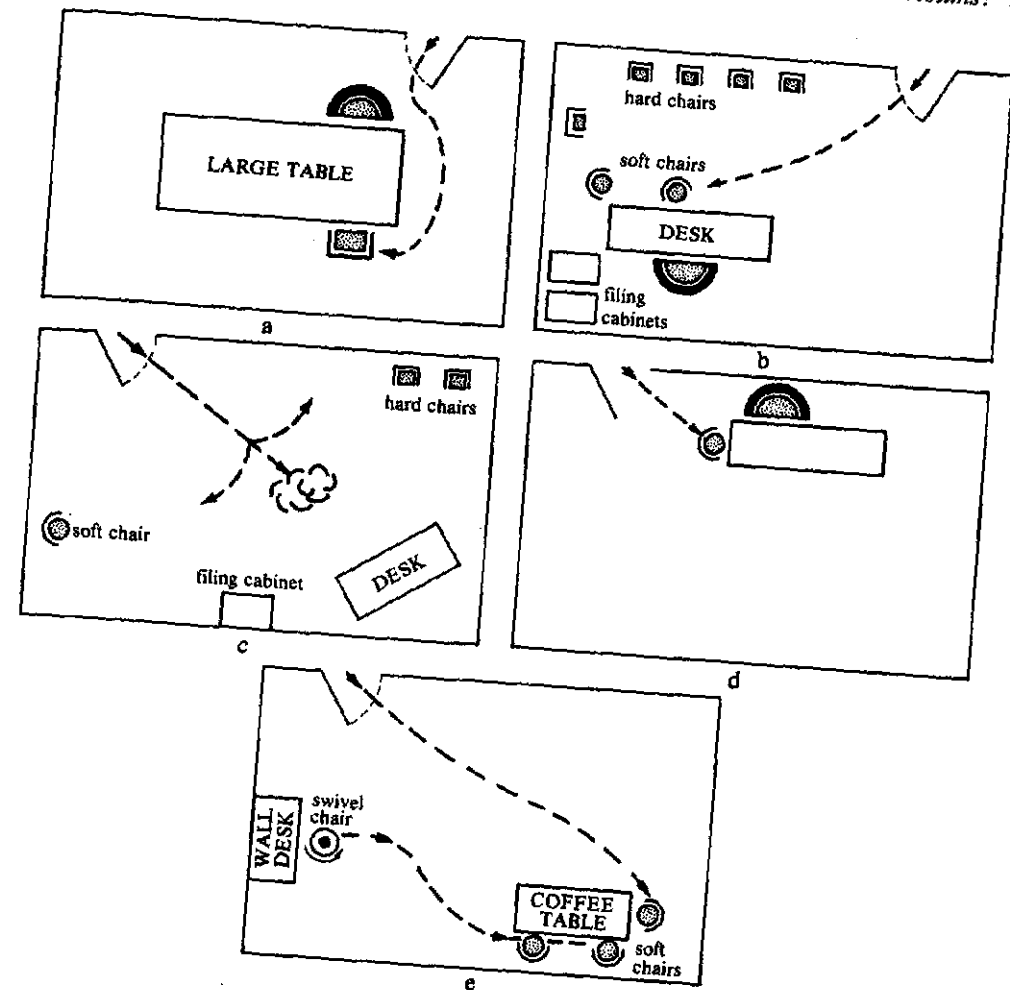 LARGE TABLE
a
hard chairs
soft chairs
DESK
filing
cabinets
b
hard chairs
soft chair
filing cabinet
DESK
c
d
swivel
chair
WALL
DESK
COFFEE
TABLE
soft
chairs
e